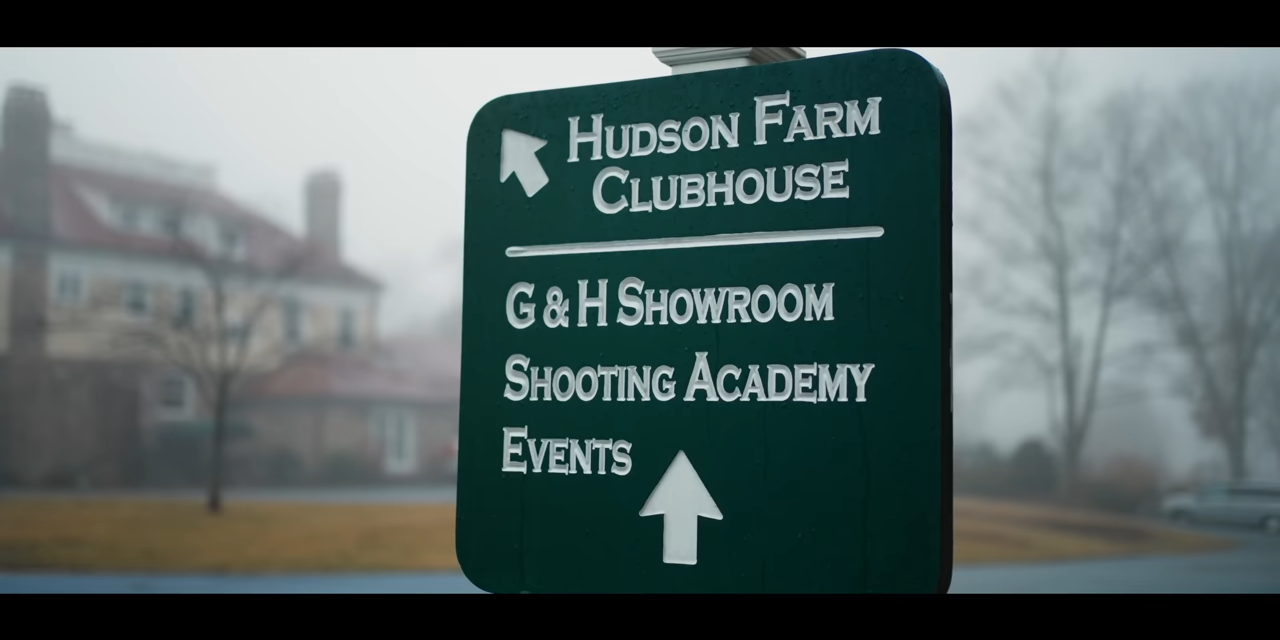 HUDSON FARM
CLUBHOUSE
G & H SHOWROOM
SHOOTING ACADEMY
EVENTS